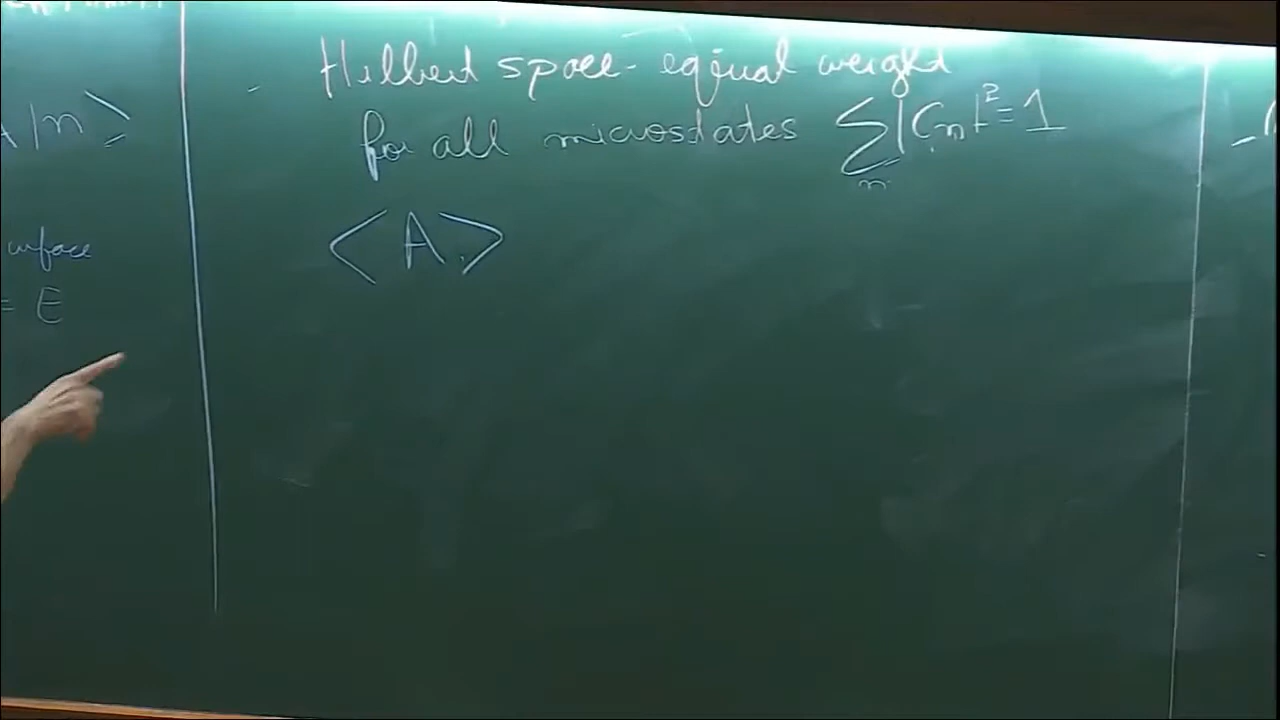 A|n>
urface
= E
Hilbert space - equal weight
for all microstates ∑ₙ |Cₙ|² = 1
<A>